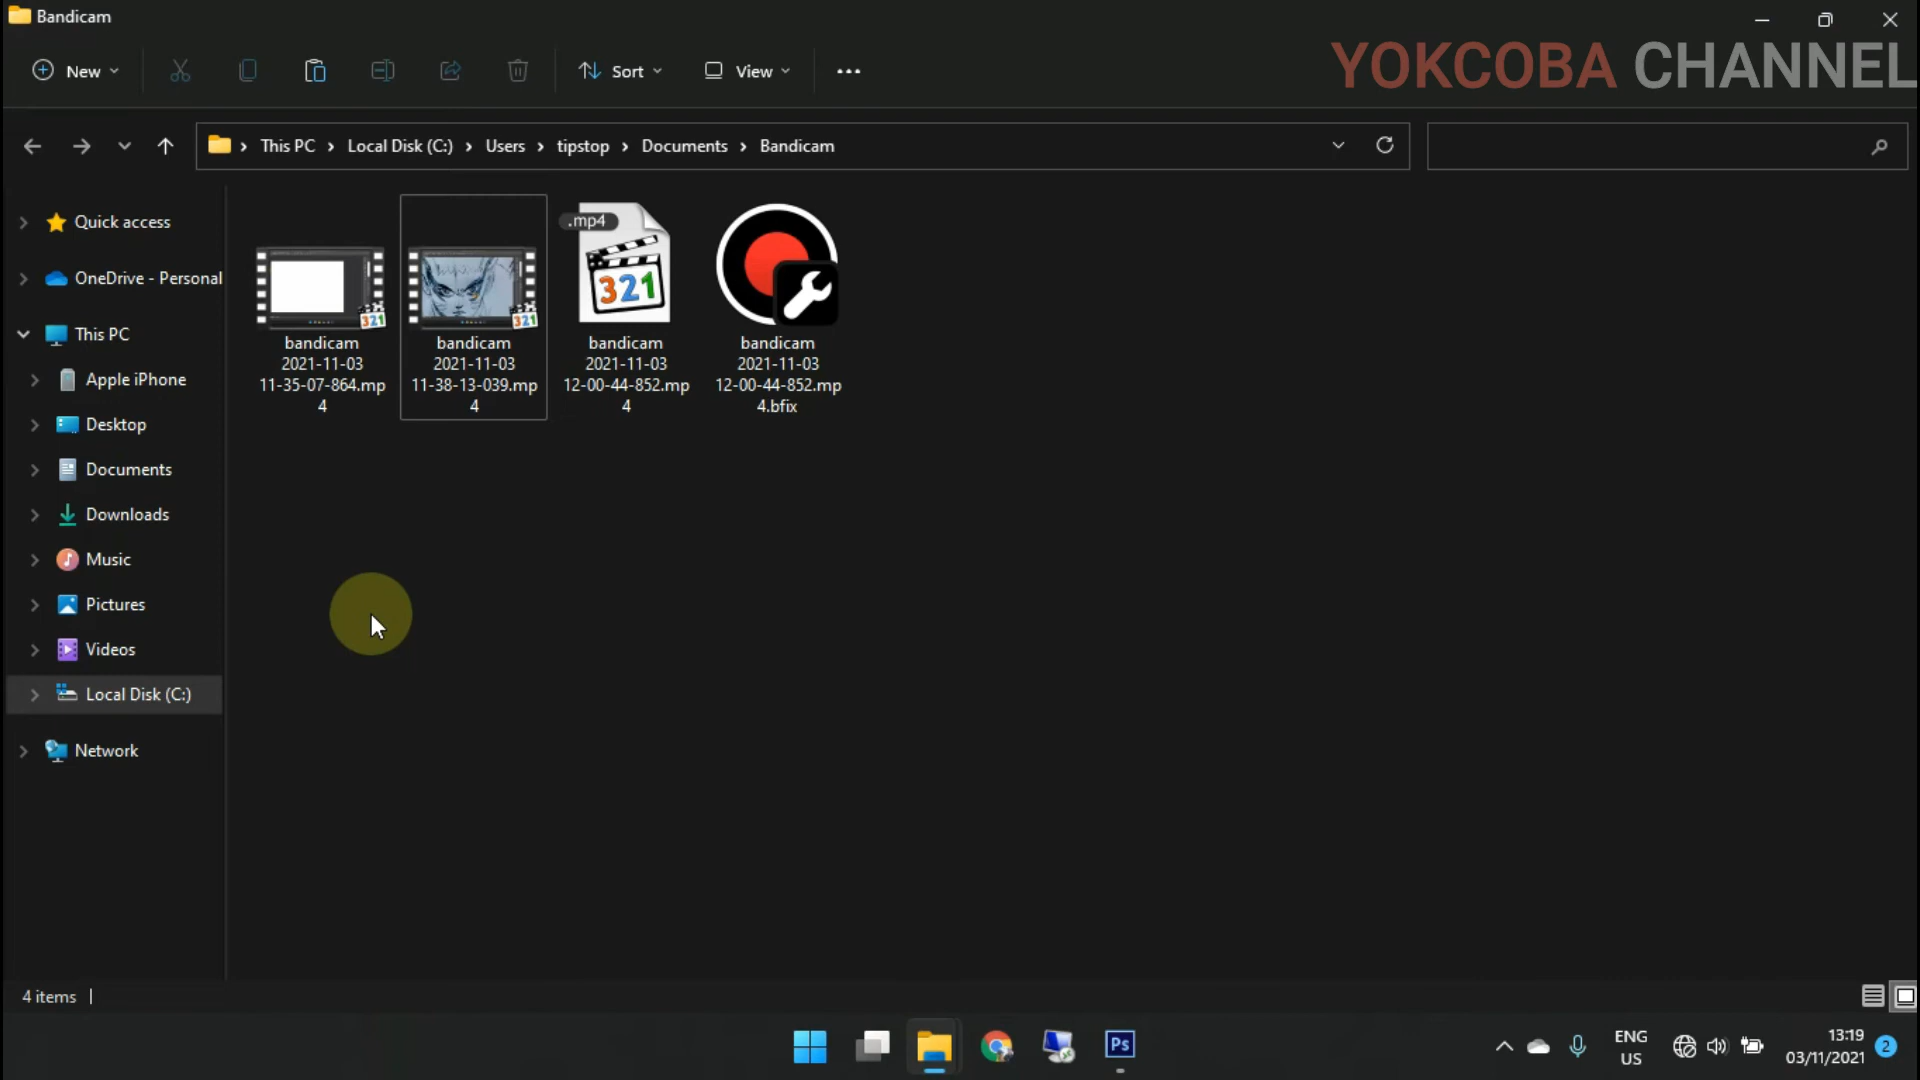 Bandicam
New
Sort
View
YOKCOBA CHANNEL
This PC
Local Disk (C:)
Users
tipstop
Documents
Bandicam
Quick access
OneDrive - Personal
This PC
Apple iPhone
Desktop
Documents
Downloads
Music
Pictures
Videos
Local Disk (C:)
Network
bandicam
2021-11-03
11-35-07-864.mp
4
321
bandicam
2021-11-03
11-38-13-039.mp
4
321
.mp4
321
bandicam
2021-11-03
12-00-44-852.mp
4
bandicam
2021-11-03
12-00-44-852.mp
4.bfix
4 items
Ps
ENG
US
13:19
03/11/2021
2